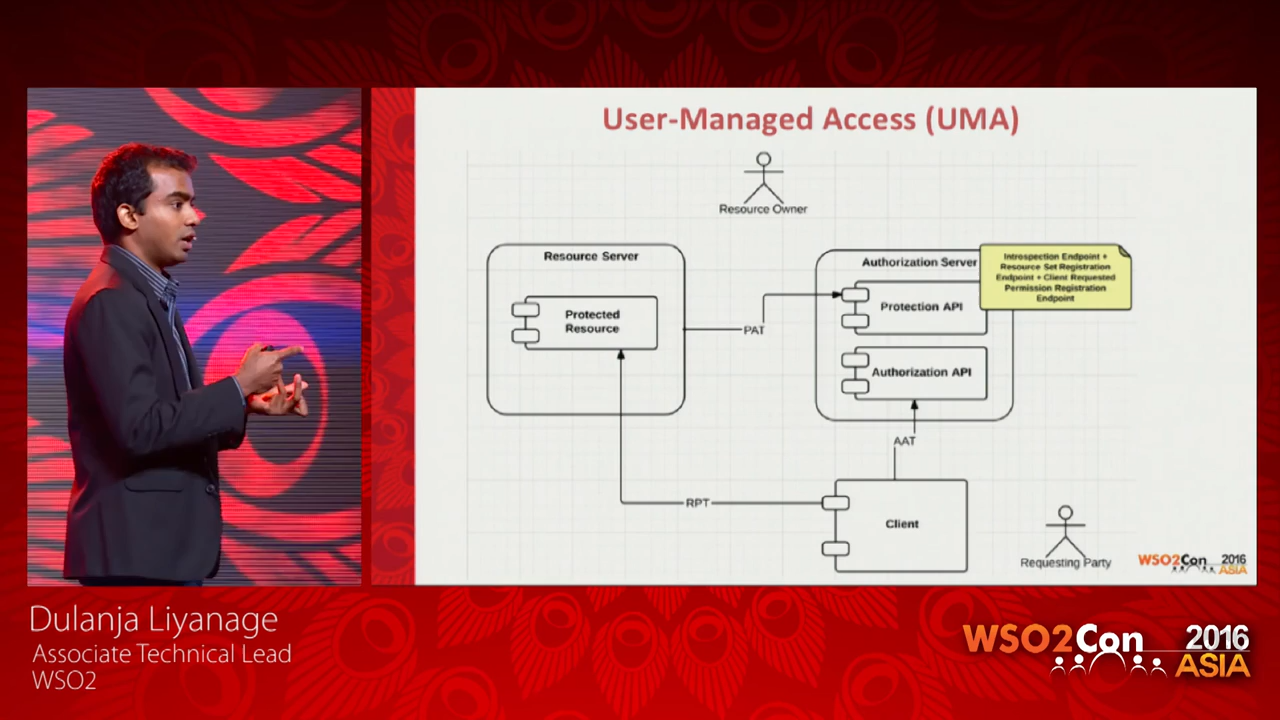 User-Managed Access (UMA)
Resource Owner
Resource Server
Protected
Resource
PAT
Authorization Server
Introspection Endpoint +
Resource Set Registration
Endpoint + Client Requested
Permission Registration
Endpoint
Protection API
Authorization API
AAT
RPT
Client
Requesting Party
WSO2Con 2016
ASIA
Dulanja Liyanage
Associate Technical Lead
WSO2
WSO2Con 2016
ASIA